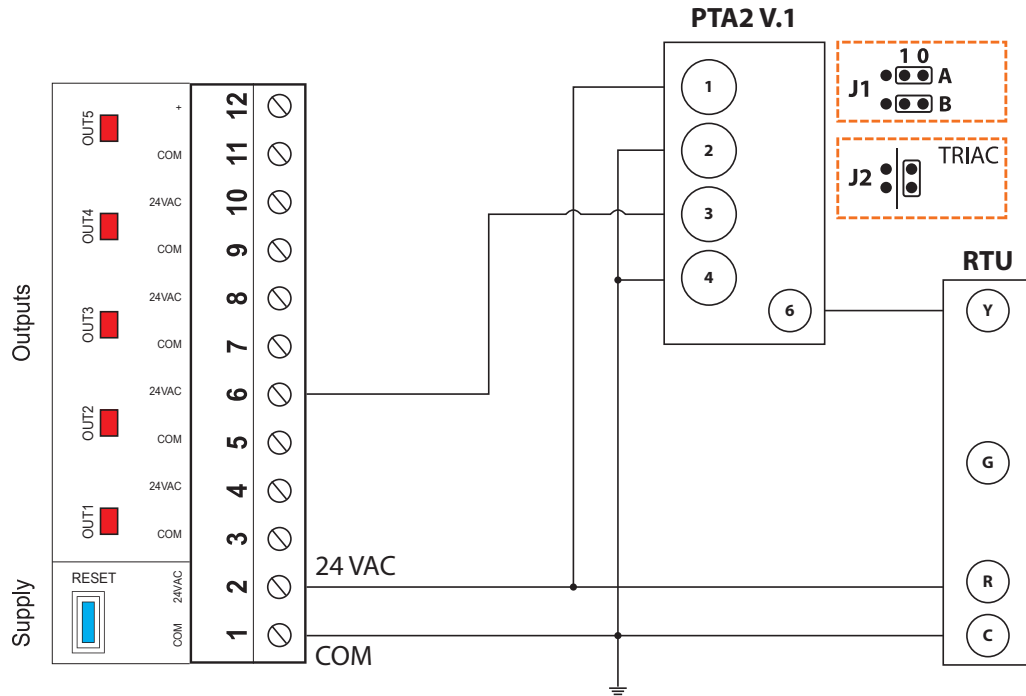 PTA2 V.1
1
2
3
4
6
1 0
J1
A
B
TRIAC
J2
RTU
Y
G
R
C
Outputs
Supply
OUT5
OUT4
OUT3
OUT2
OUT1
RESET
+
COM
24VAC
COM
24VAC
COM
24VAC
COM
24VAC
COM
24VAC
COM
12
11
10
9
8
7
6
5
4
3
2
1
24 VAC
COM